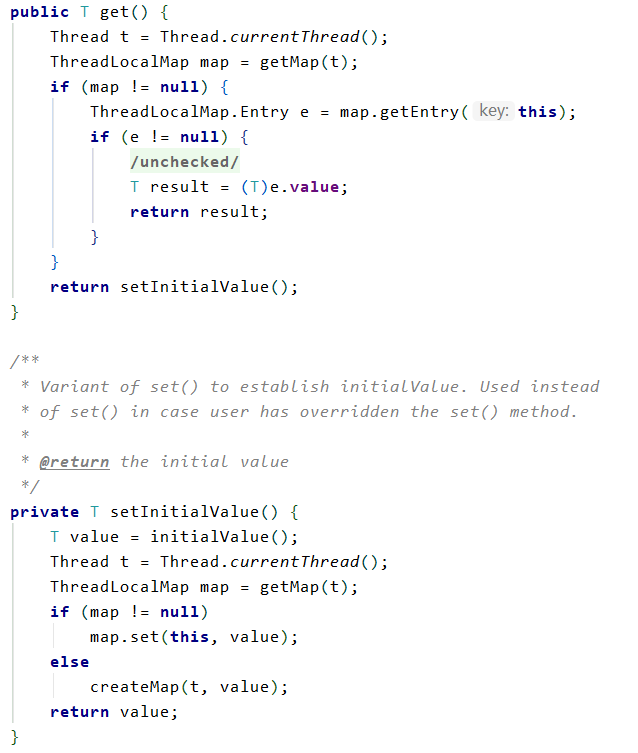 public T get() {
    Thread t = Thread.currentThread();
    ThreadLocalMap map = getMap(t);
    if (map != null) {
        ThreadLocalMap.Entry e = map.getEntry( key: this);
        if (e != null) {
            /unchecked/
            T result = (T)e.value;
            return result;
        }
    }
    return setInitialValue();
}

/**
 * Variant of set() to establish initialValue. Used instead
 * of set() in case user has overridden the set() method.
 *
 * @return the initial value
 */
private T setInitialValue() {
    T value = initialValue();
    Thread t = Thread.currentThread();
    ThreadLocalMap map = getMap(t);
    if (map != null)
        map.set(this, value);
    else
        createMap(t, value);
    return value;
}